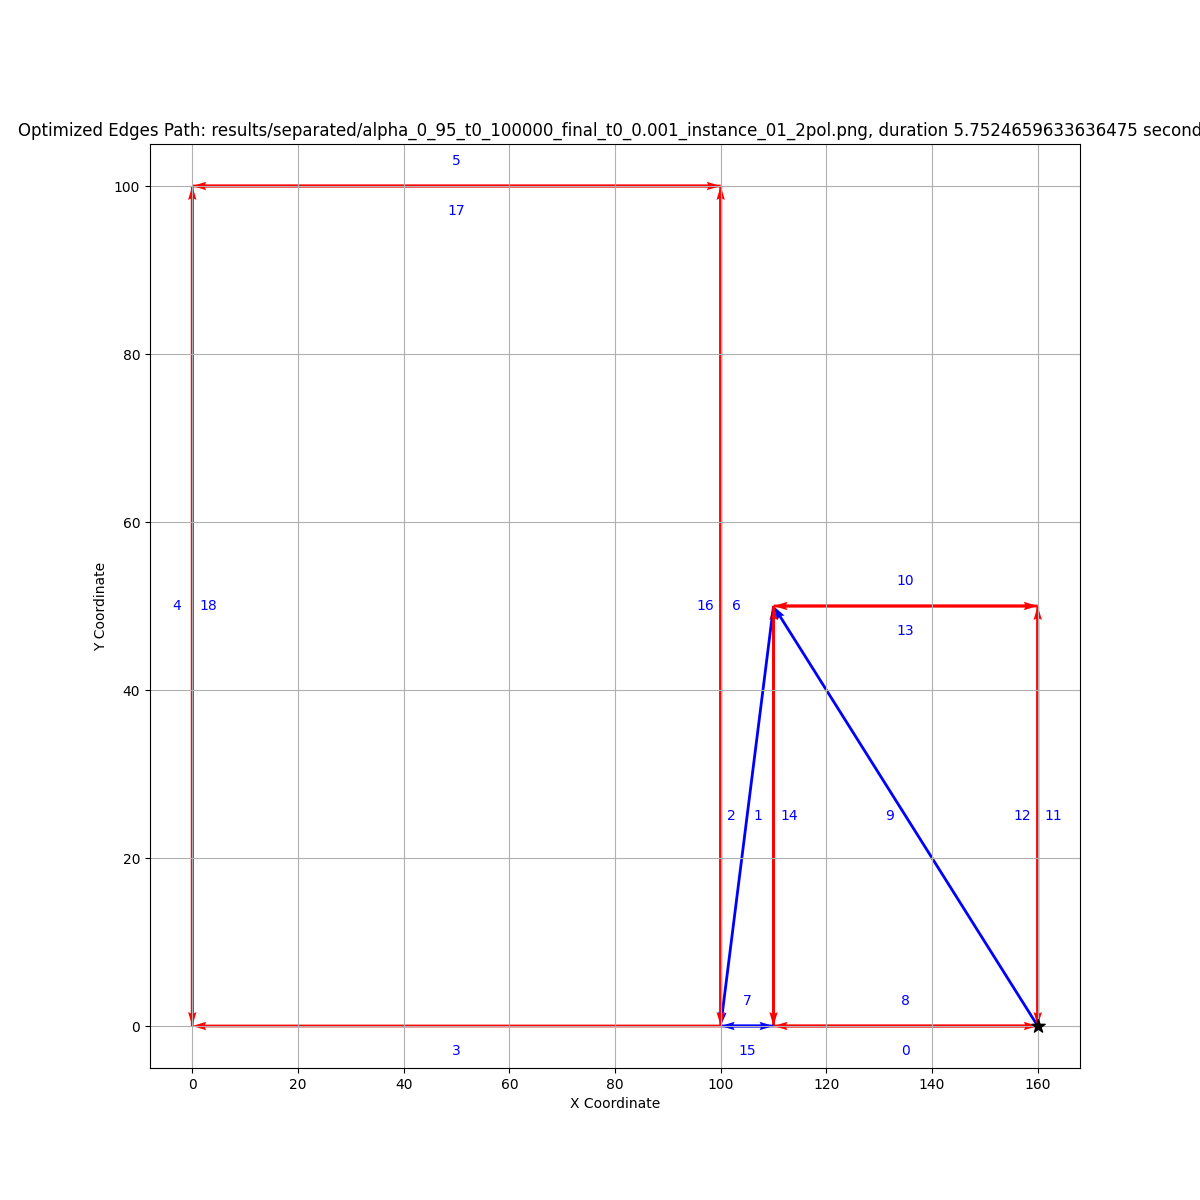 Optimized Edges Path: results/separated/alpha_0_95_t0_100000_final_t0_0.001_instance_01_2pol.png, duration 5.7524659633636475 second
5
100
17
80
60
10
4 18 16 6
13
Y Coordinate
40
2 1 14 9 12 11
20
7 8
0
3 15 0
0 20 40 60 80 100 120 140 160
X Coordinate